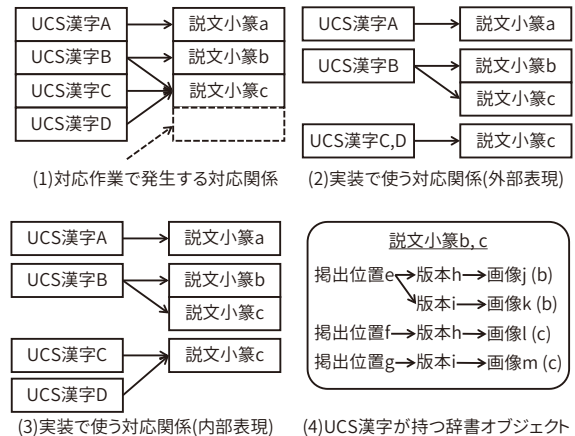 UCS漢字A 説文小篆a
UCS漢字B 説文小篆b
UCS漢字C 説文小篆c
UCS漢字D
(1)対応作業で発生する対応関係
UCS漢字A 説文小篆a
UCS漢字B 説文小篆b
説文小篆c
UCS漢字C,D 説文小篆c
(2)実装で使う対応関係(外部表現)
UCS漢字A 説文小篆a
UCS漢字B 説文小篆b
説文小篆c
UCS漢字C 説文小篆c
UCS漢字D
(3)実装で使う対応関係(内部表現)
説文小篆b, c
掲出位置e 版本h 画像j (b)
版本i 画像k (b)
掲出位置f 版本h 画像l (c)
掲出位置g 版本i 画像m (c)
(4)UCS漢字が持つ辞書オブジェクト